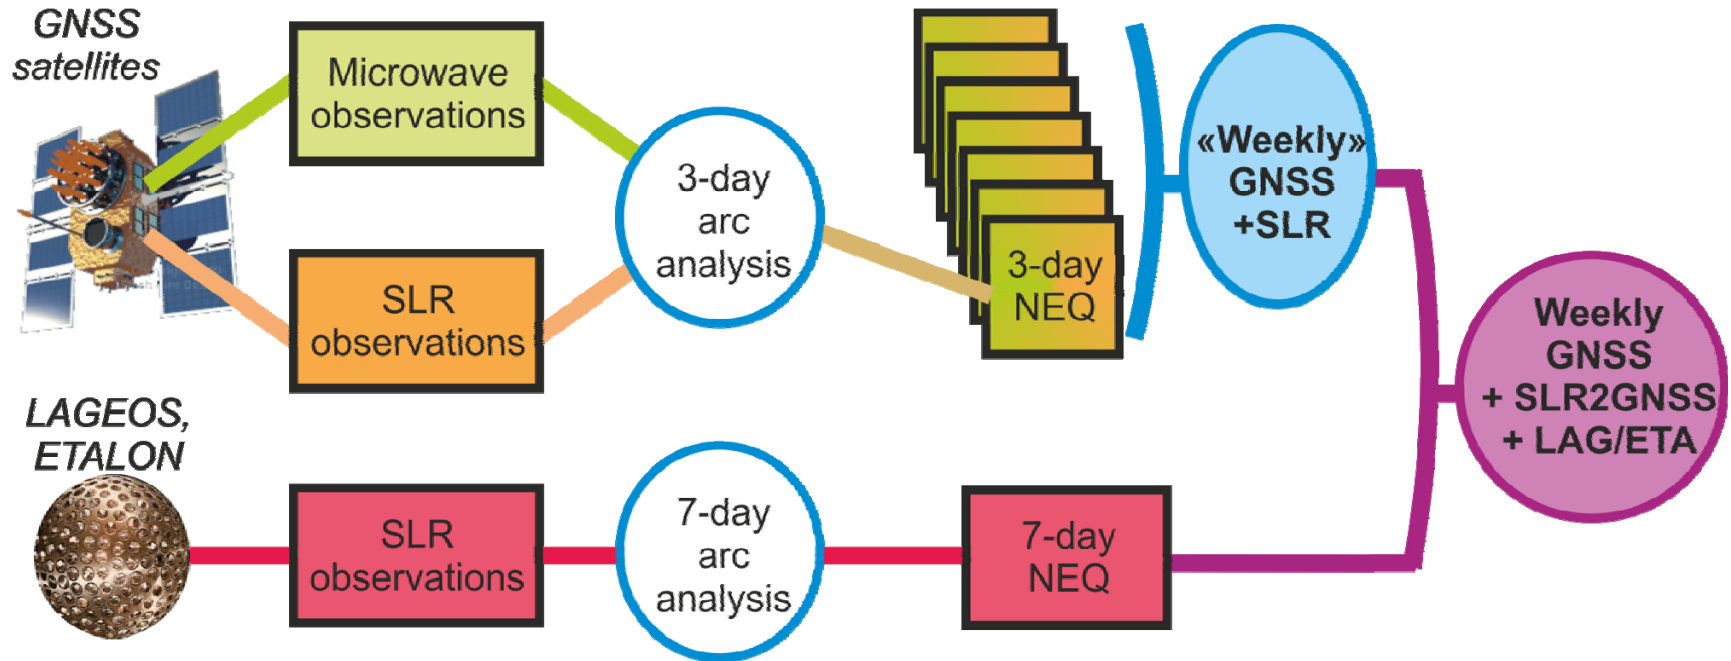 GNSS
satellites
Microwave
observations
SLR
observations
3-day
arc
analysis
3-day
NEQ
«Weekly»
GNSS
+SLR
Weekly
GNSS
+ SLR2GNSS
+ LAG/ETA
LAGEOS,
ETALON
SLR
observations
7-day
arc
analysis
7-day
NEQ